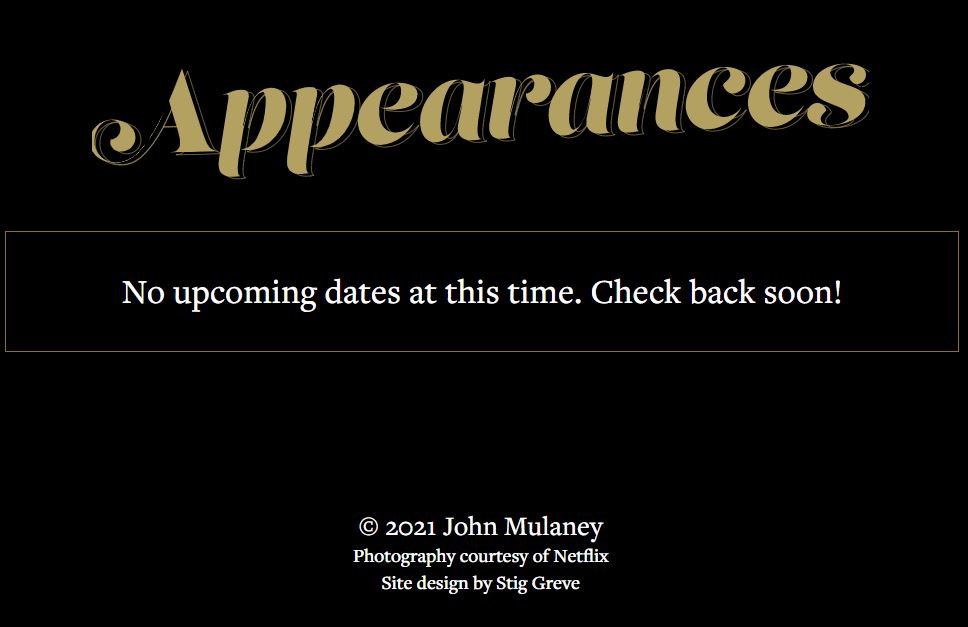 Appearances
No upcoming dates at this time. Check back soon!
© 2021 John Mulaney
Photography courtesy of Netflix
Site design by Stig Greve